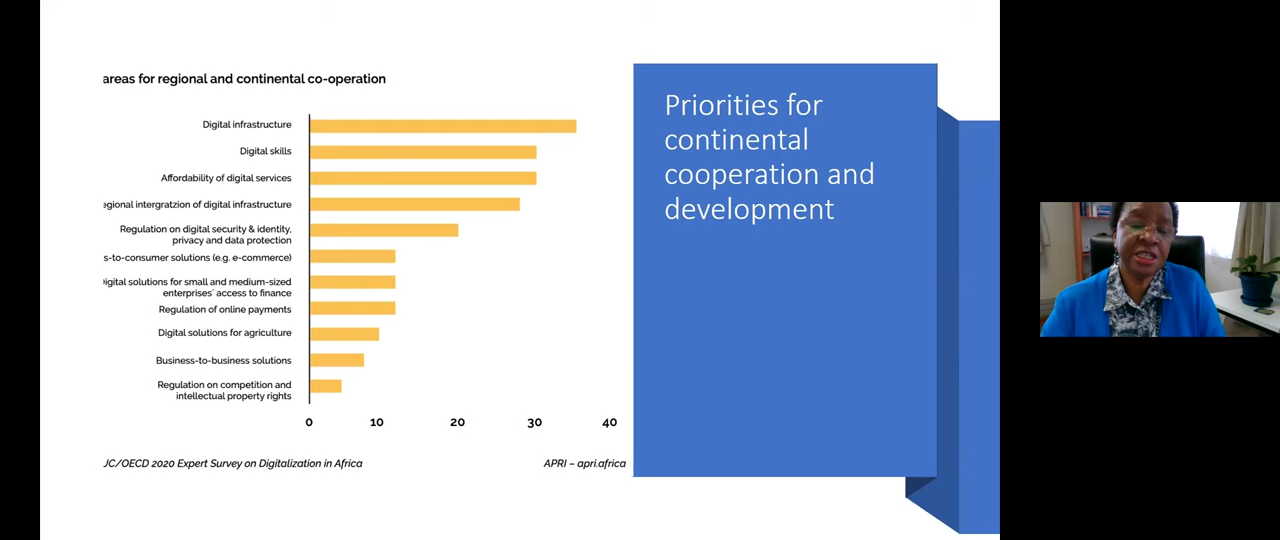 areas for regional and continental co-operation
Digital infrastructure
Digital skills
Affordability of digital services
egional intergratzion of digital infrastructure
Regulation on digital security & identity,
privacy and data protection
s-to-consumer solutions (e.g. e-commerce)
igital solutions for small and medium-sized
enterprises´ access to finance
Regulation of online payments
Digital solutions for agriculture
Business-to-business solutions
Regulation on competition and
intellectual property rights
0 10 20 30 40
UC/OECD 2020 Expert Survey on Digitalization in Africa
APRI – apri.africa
Priorities for
continental
cooperation and
development